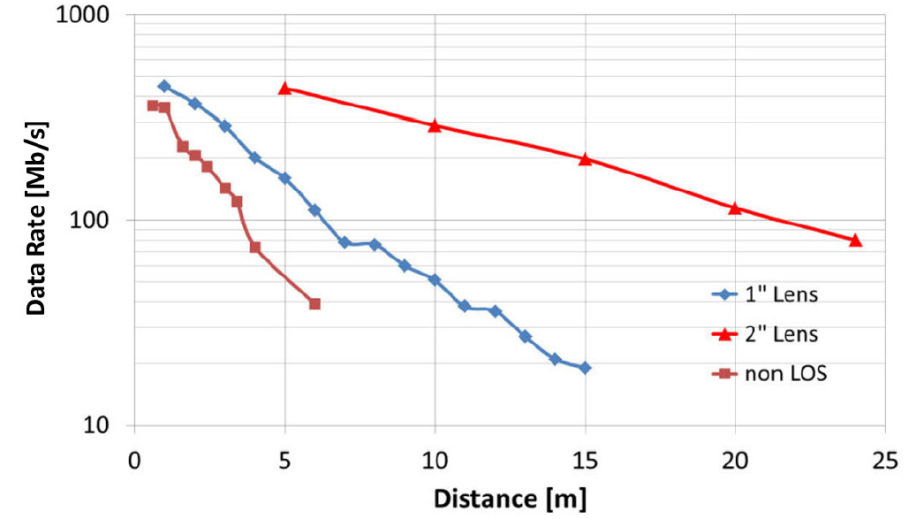 1000
100
10
Data Rate [Mb/s]
0 5 10 15 20 25
Distance [m]
1" Lens
2" Lens
non LOS